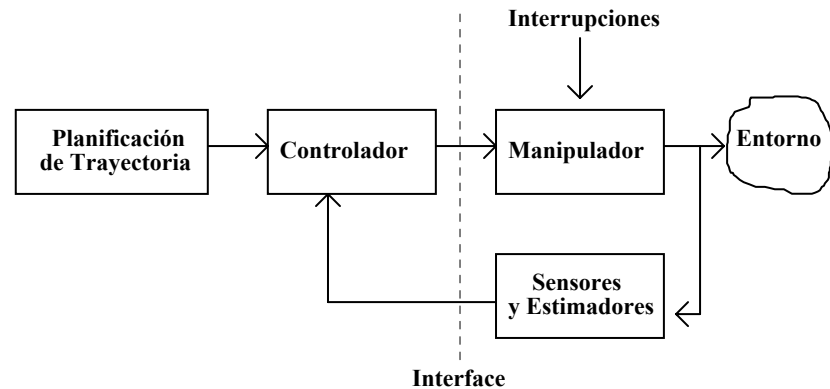 Interrupciones
Planificación
de Trayectoria
Controlador
Manipulador
Entorno
Sensores
y Estimadores
Interface